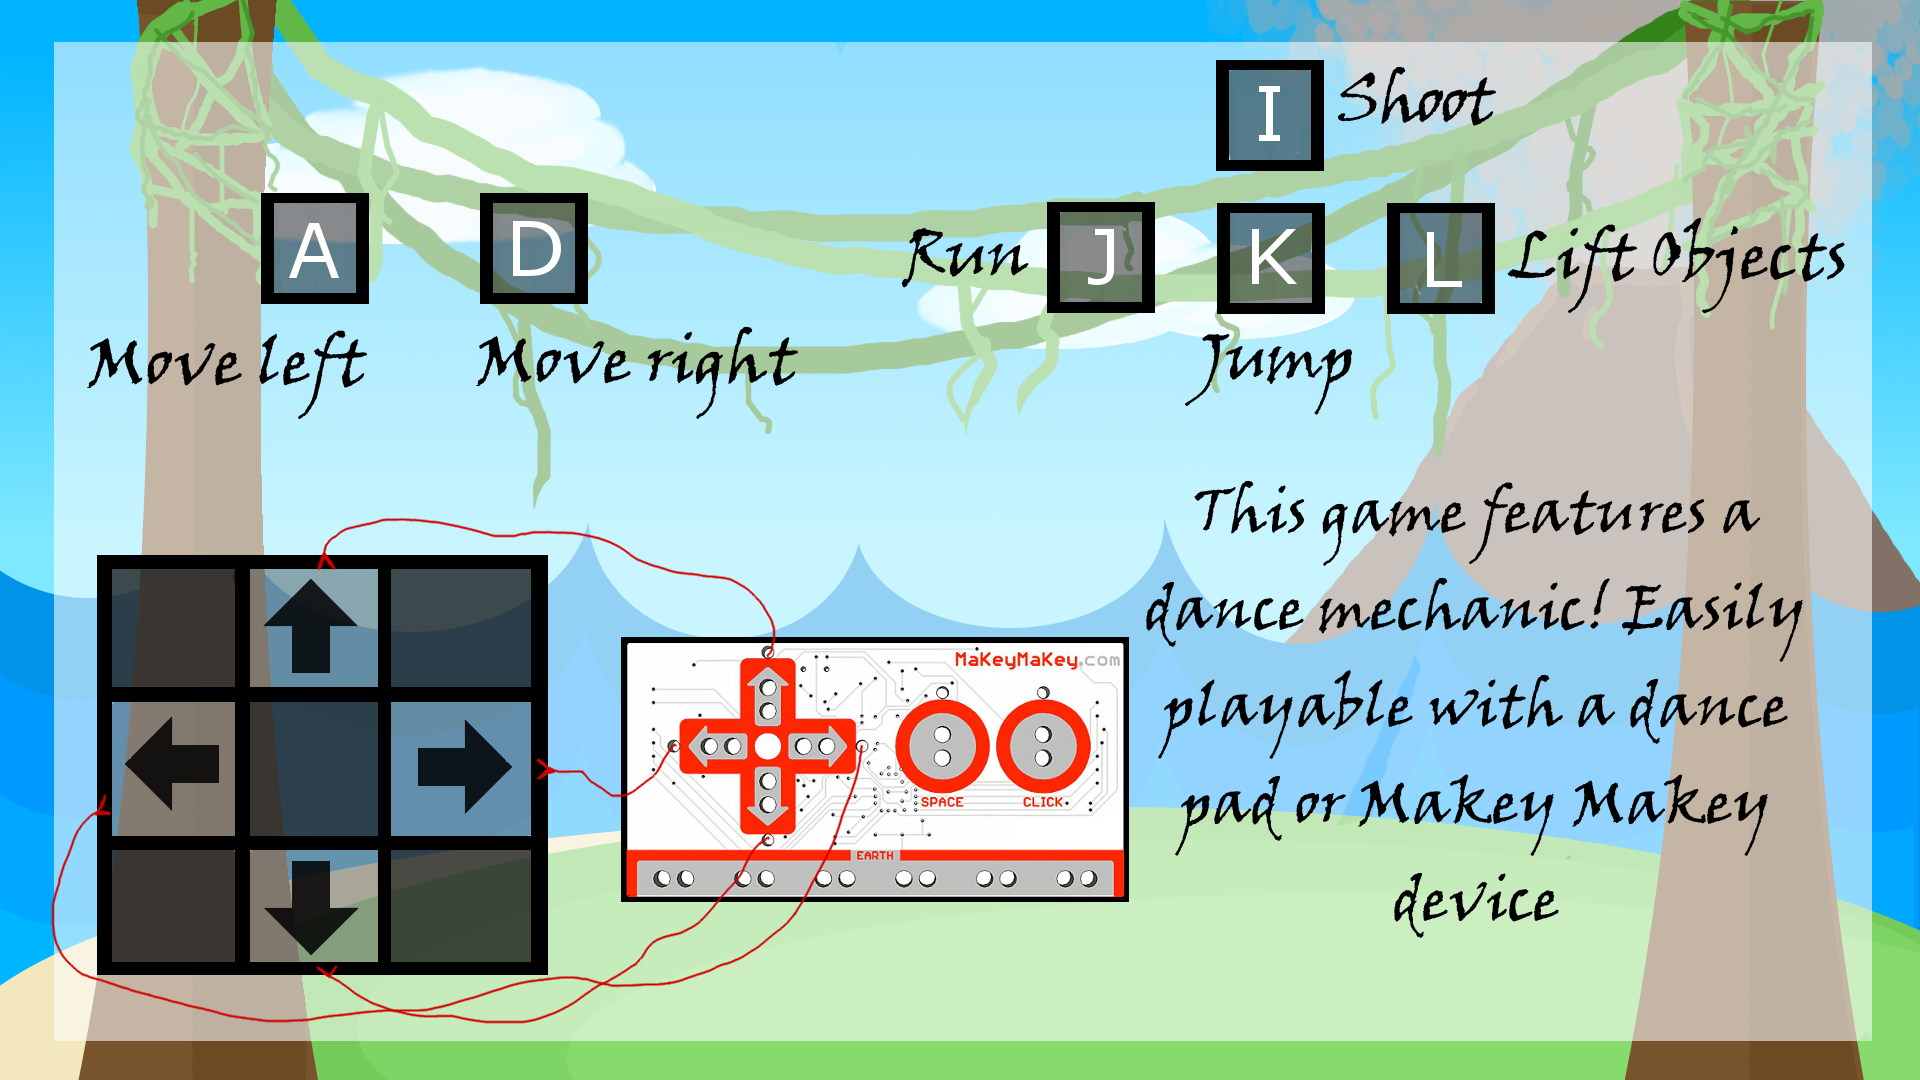 I Shoot
A D
Run J K L Lift Objects
Move left Move right Jump
This game features a
dance mechanic! Easily
playable with a dance
pad or Makey Makey
device
MaKeyMaKey.com
SPACE CLICK
EARTH